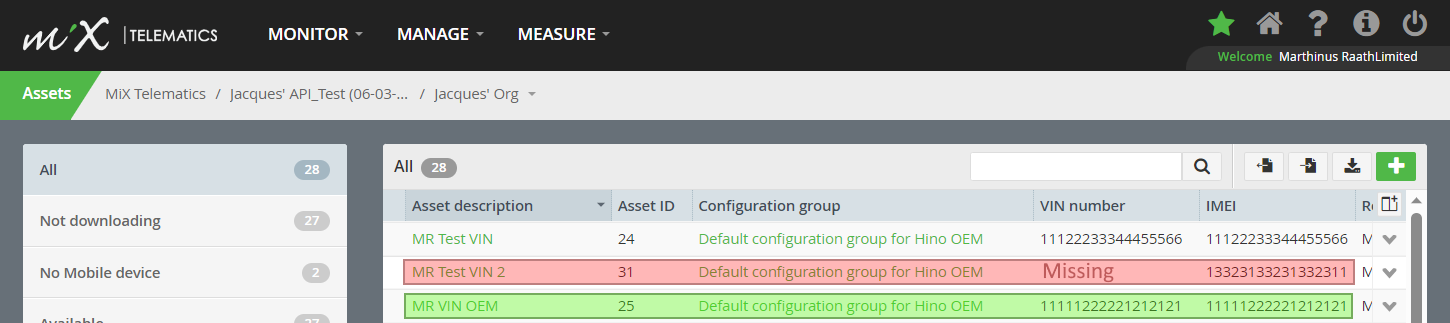 miX TELEMATICS MONITOR MANAGE MEASURE
Welcome Marthinus RaathLimited
Assets MiX Telematics / Jacques' API_Test (06-03-... / Jacques' Org
All 28
Not downloading 27
No Mobile device 2
Available 27
All 28
Asset description Asset ID Configuration group VIN number IMEI R
MR Test VIN 24 Default configuration group for Hino OEM 11122233344455566 11122233344455566 M
MR Test VIN 2 31 Default configuration group for Hino OEM Missing 13323133231332311 M
MR VIN OEM 25 Default configuration group for Hino OEM 11111222221212121 11111222221212121 M